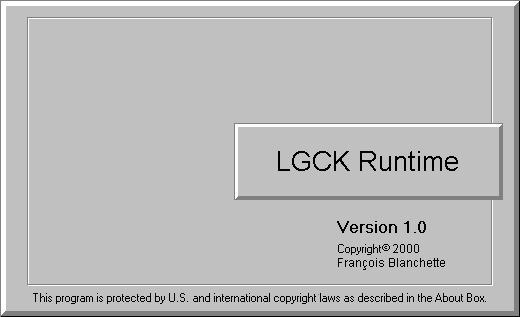 LGCK Runtime
Version 1.0
Copyright© 2000
François Blanchette
This program is protected by U.S. and international copyright laws as described in the About Box.